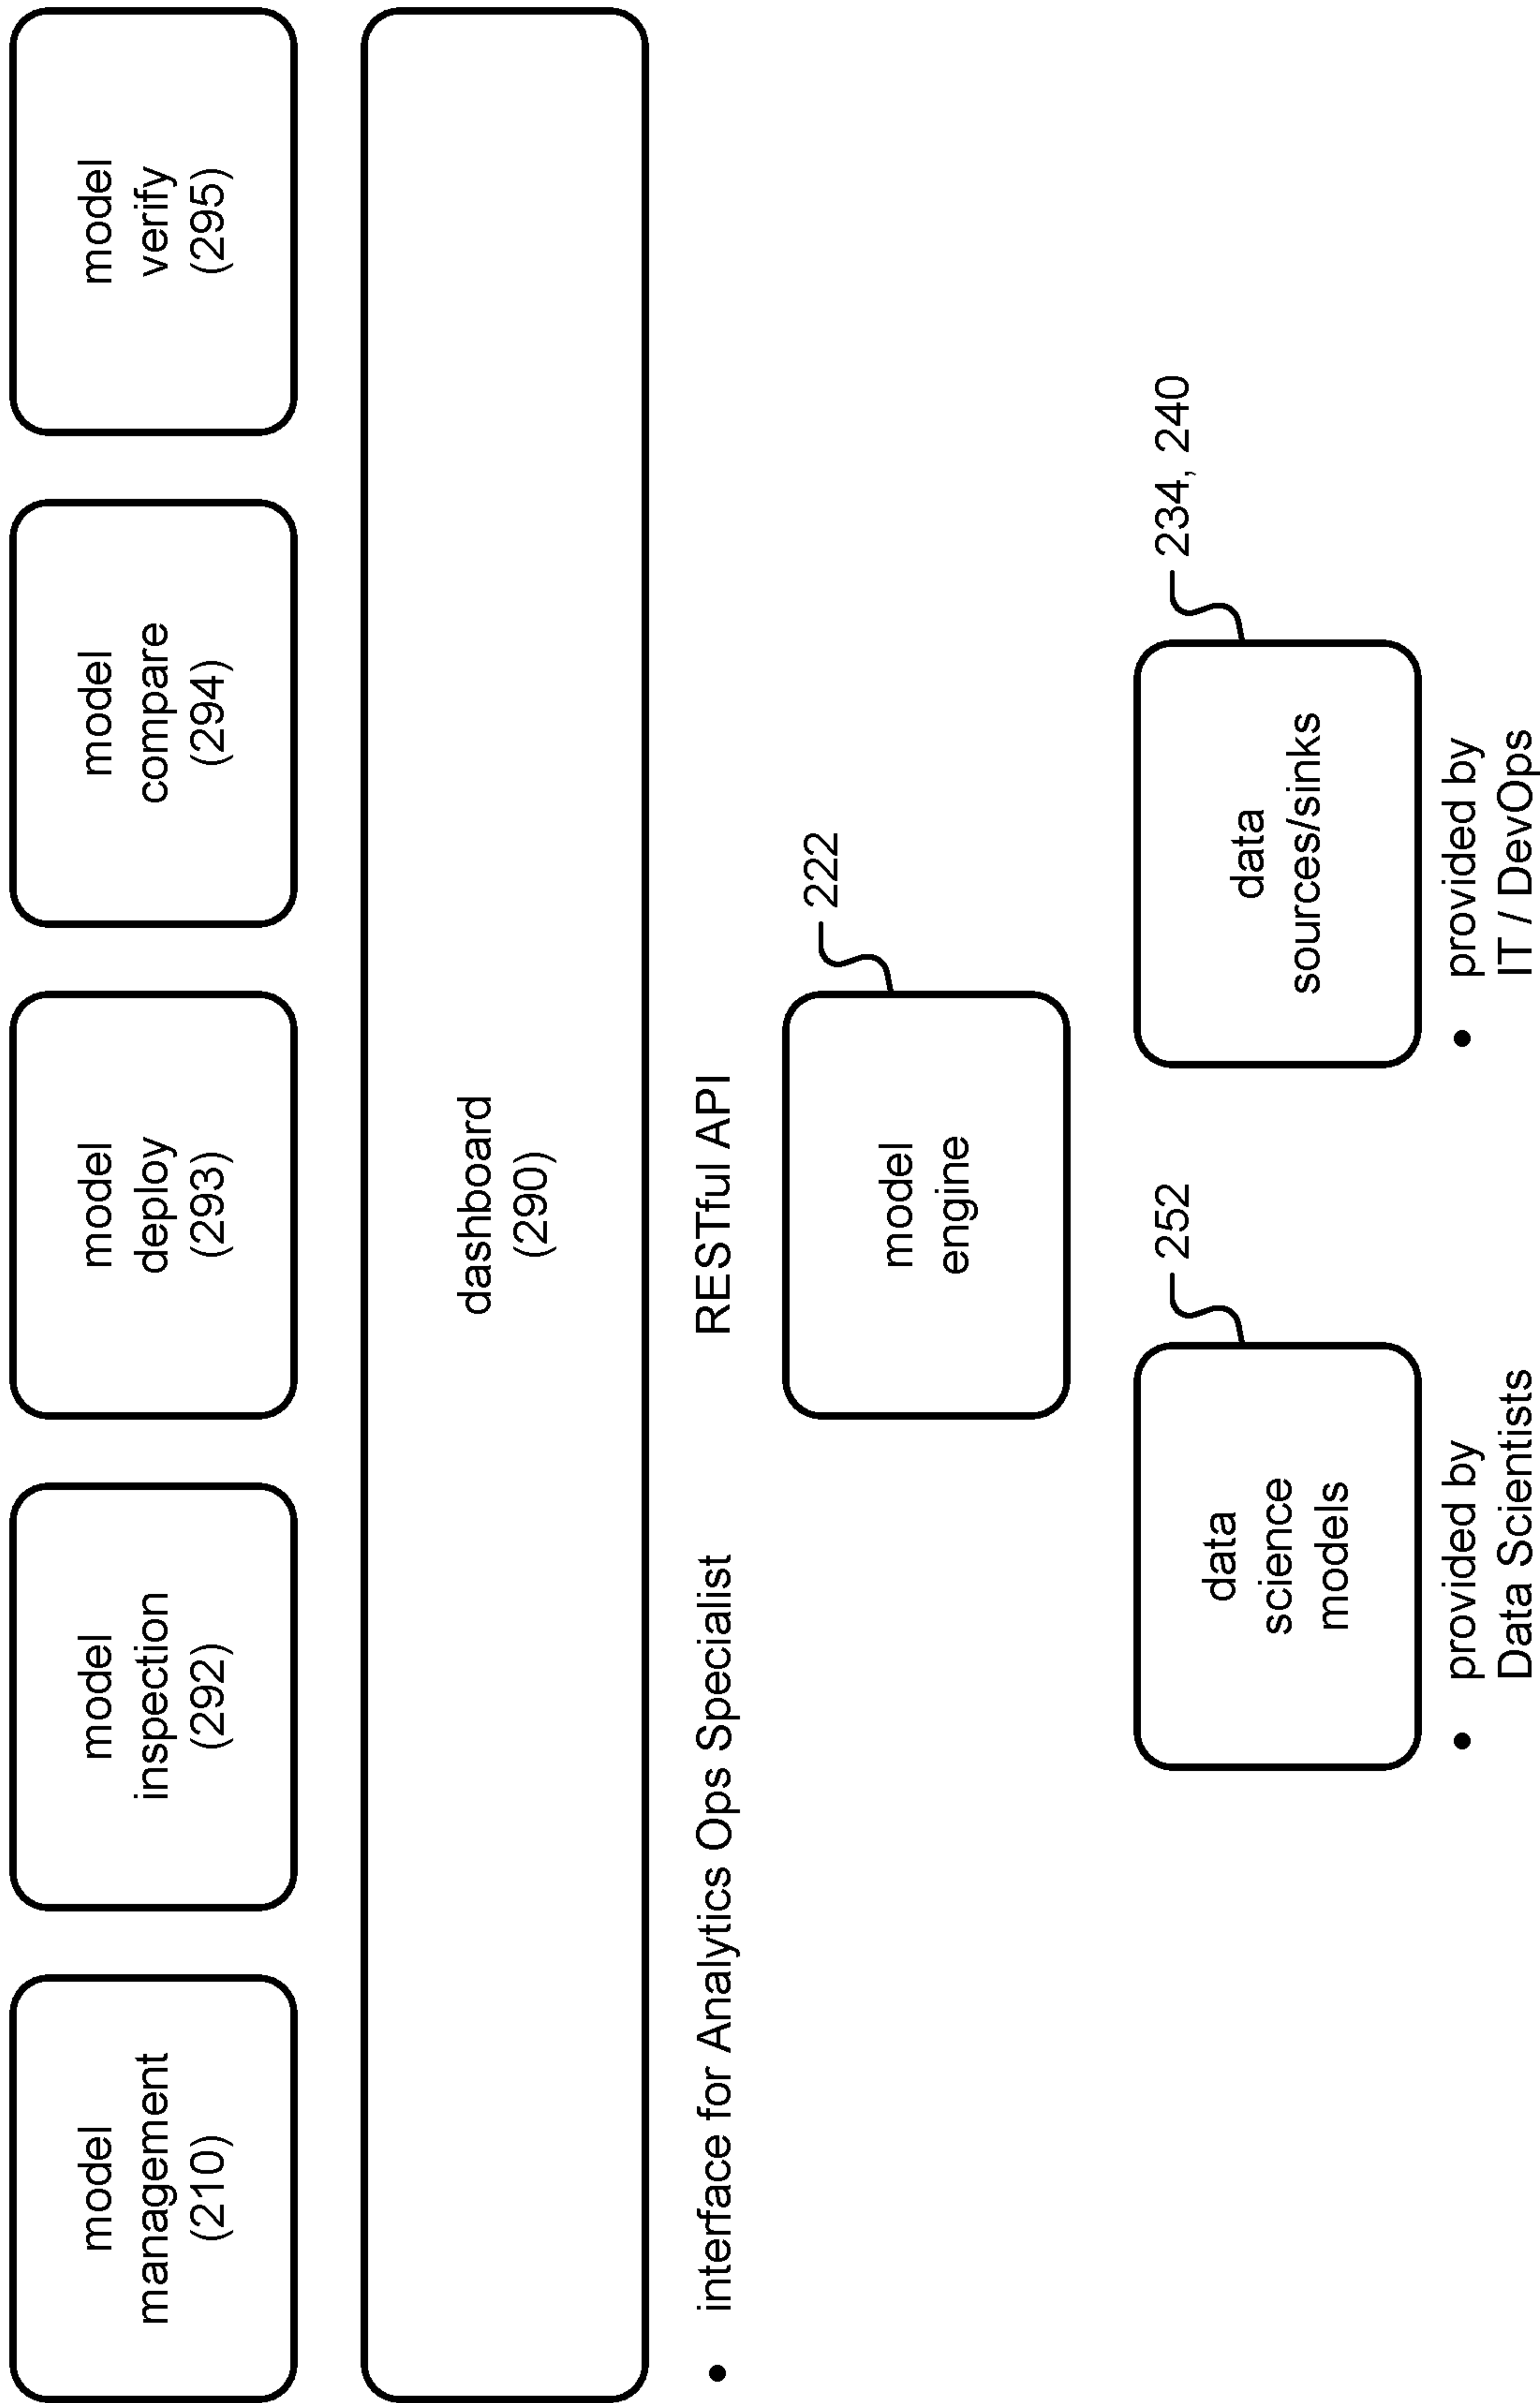 model
management
(210)
model
inspection
(292)
model
deploy
(293)
model
compare
(294)
model
verify
(295)
dashboard
(290)
• interface for Analytics Ops Specialist
RESTful API
model
engine
222
data
science
models
252
• provided by
Data Scientists
data
sources/sinks
234, 240
• provided by
IT / DevOps